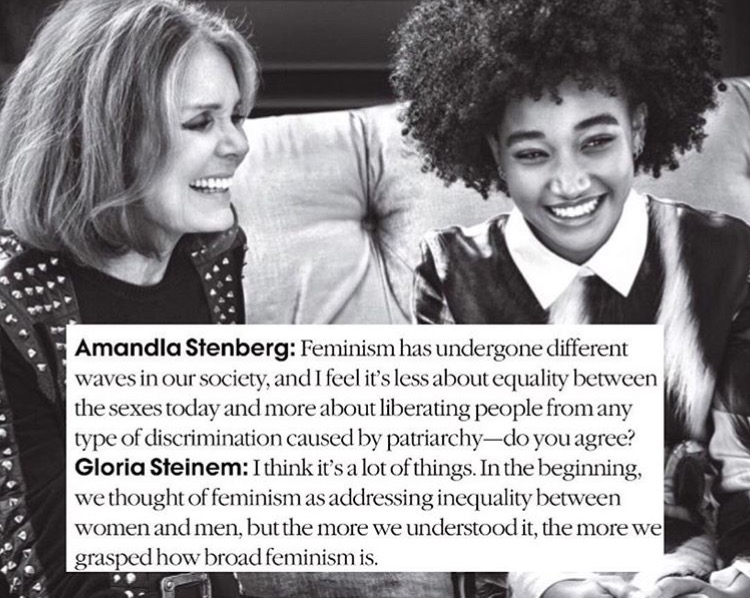 Amandla Stenberg: Feminism has undergone different
waves in our society, and I feel it's less about equality between
the sexes today and more about liberating people from any
type of discrimination caused by patriarchy—do you agree?
Gloria Steinem: I think it's a lot of things. In the beginning,
we thought of feminism as addressing inequality between
women and men, but the more we understood it, the more we
grasped how broad feminism is.